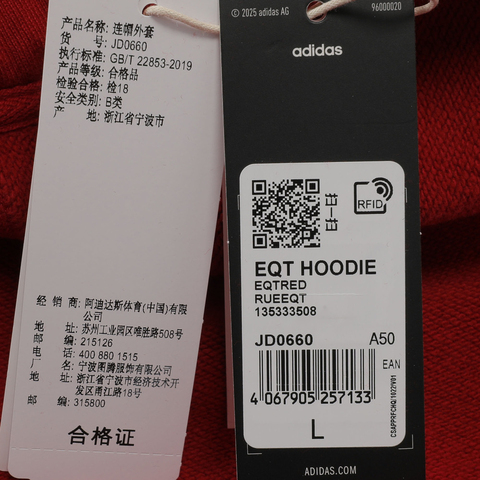 产品名称: 连帽外套
货 号: JD0660
执行标准: GB/T 22853-2019
产品等级: 合格品
检验合格: 检18
安全类别: B类
产 地: 浙江省宁波市
经 销 商: 阿迪达斯体育(中国)有限
公司
地 址: 苏州工业园区唯胜路508号
邮 编: 215126
电 话: 400 880 1515
厂 名: 宁波图腾服饰有限公司
地 址: 浙江省宁波市经济技术开
发区甬江路18号
邮 编: 315800
合格证
© 2025 adidas AG
96000020
adidas
RFID
EQT HOODIE
EQTRED
RUEEQT
135333508
JD0660 A50
EAN
4 067905 257133
L
ADIDAS.COM